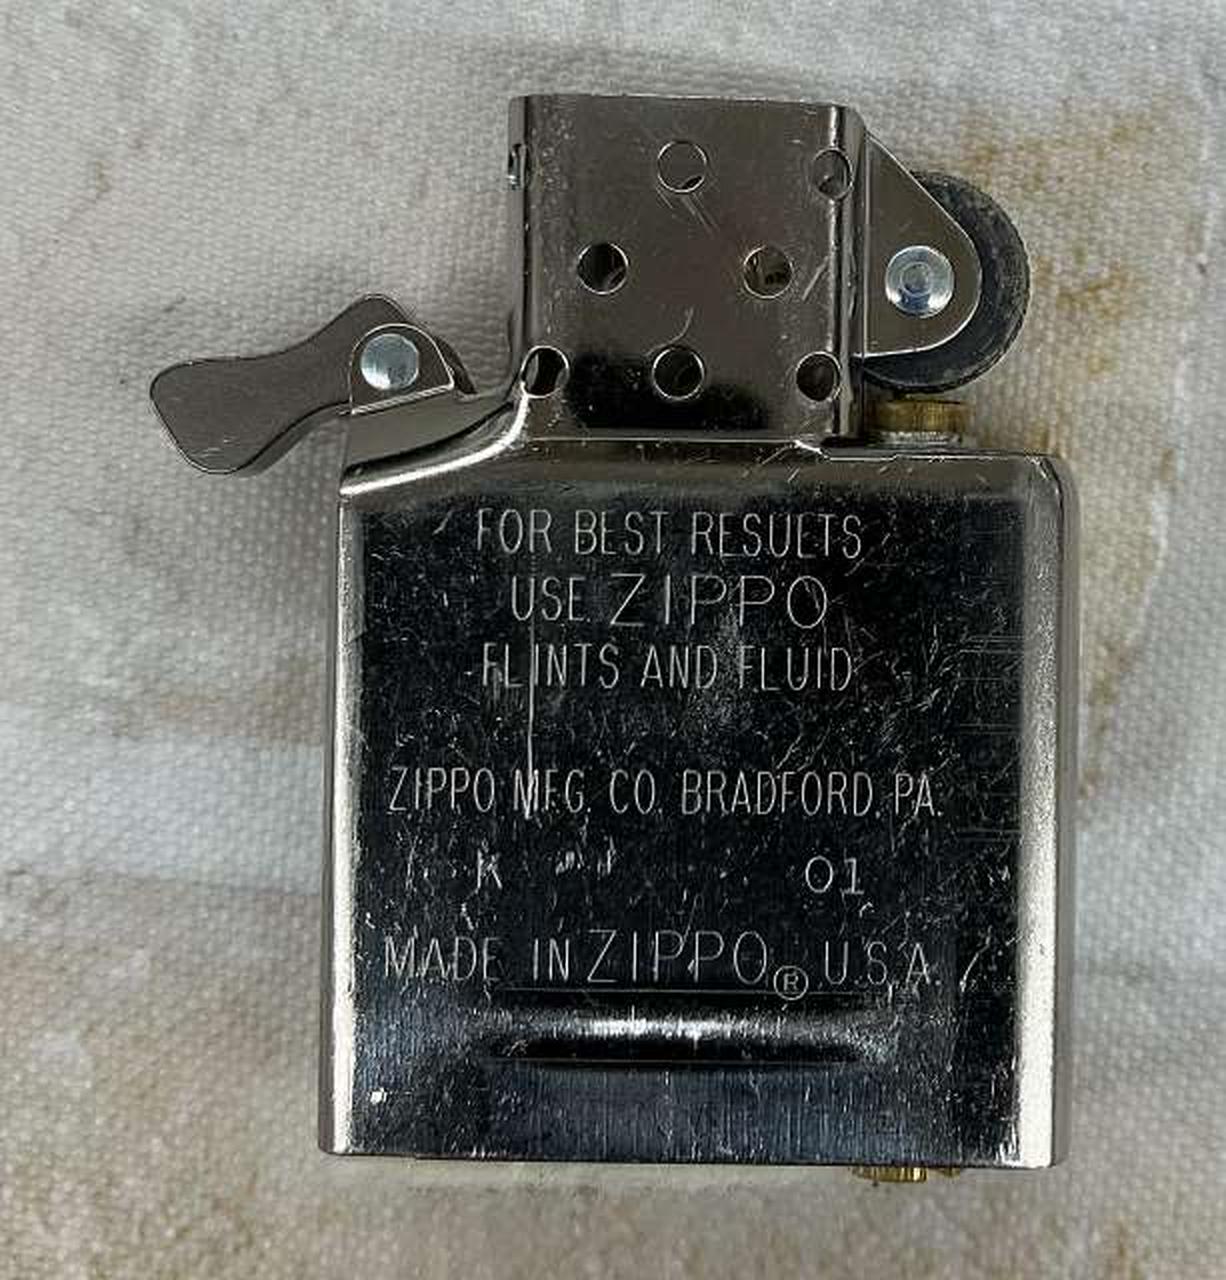 FOR BEST RESULTS
USE ZIPPO
FLINTS AND FLUID
ZIPPO MFG. CO. BRADFORD, PA.
K 01
MADE IN ZIPPO® U.S.A.